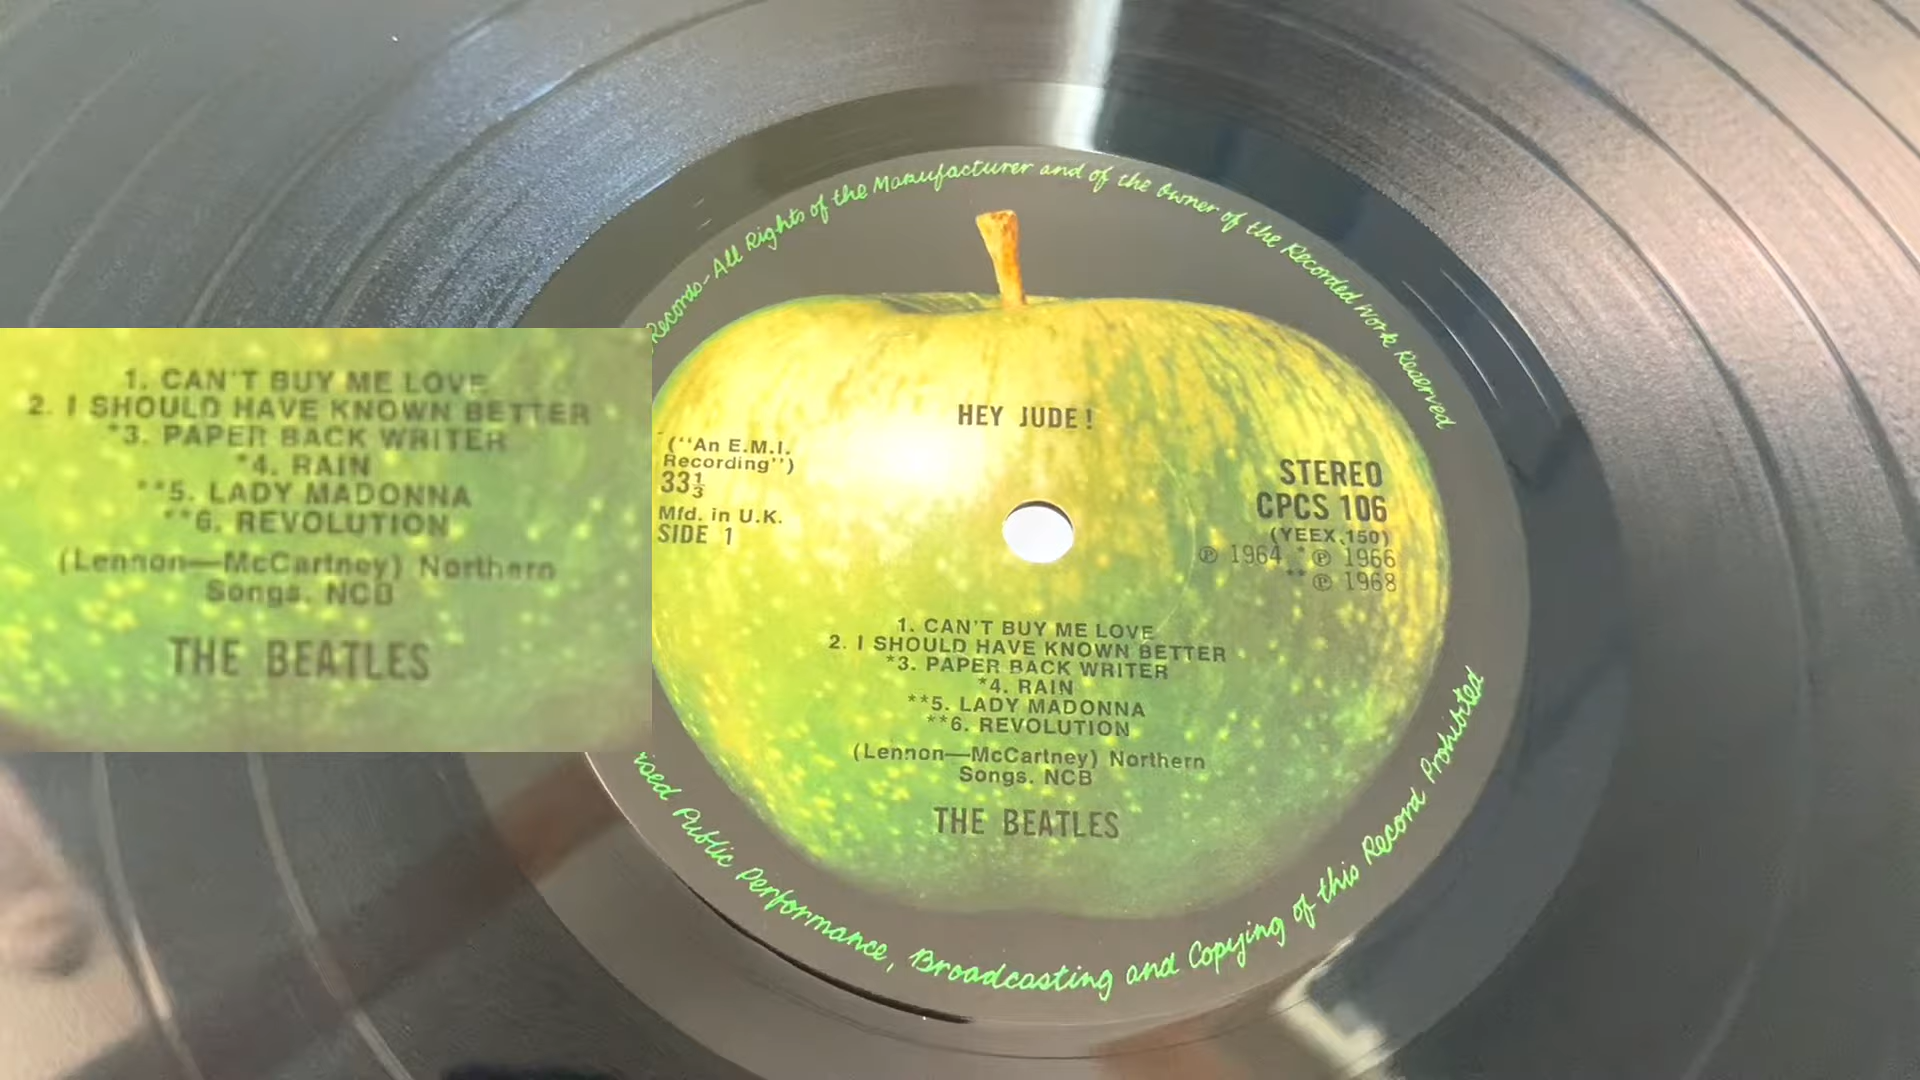 Records - All Rights of the Manufacturer and of the Owner of the Recorded Work Reserved
HEY JUDE!
("An E.M.I.
Recording")
33⅓
Mfd. in U.K.
SIDE 1
STEREO
CPCS 106
(YEEX.150)
℗ 1964 *℗ 1966
**℗ 1968
1. CAN'T BUY ME LOVE
2. I SHOULD HAVE KNOWN BETTER
*3. PAPER BACK WRITER
*4. RAIN
**5. LADY MADONNA
**6. REVOLUTION
(Lennon—McCartney) Northern
Songs. NCB
THE BEATLES
Public Performance, Broadcasting and Copying of this Record Prohibited
1. CAN'T BUY ME LOVE
2. I SHOULD HAVE KNOWN BETTER
*3. PAPER BACK WRITER
*4. RAIN
**5. LADY MADONNA
**6. REVOLUTION
(Lennon—McCartney) Northern
Songs. NCB
THE BEATLES